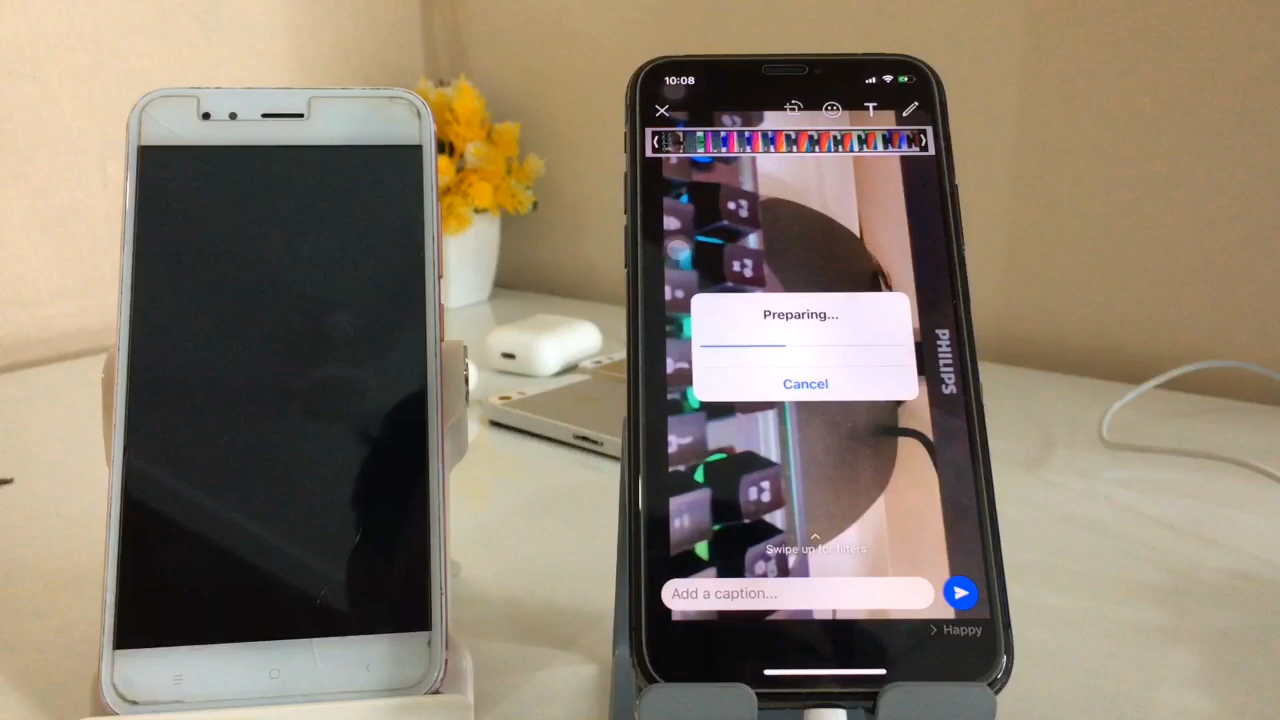 10:08
T
Preparing...
Cancel
PHILIPS
Swipe up for filters
Add a caption...
> Happy